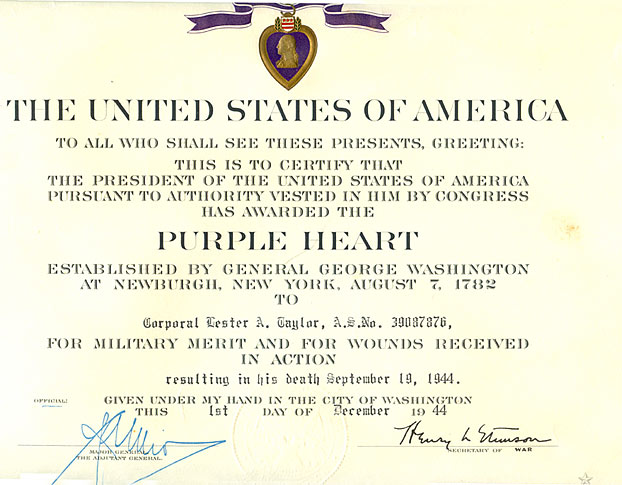 THE UNITED STATES OF AMERICA
TO ALL WHO SHALL SEE THESE PRESENTS, GREETING:
THIS IS TO CERTIFY THAT
THE PRESIDENT OF THE UNITED STATES OF AMERICA
PURSUANT TO AUTHORITY VESTED IN HIM BY CONGRESS
HAS AWARDED THE
PURPLE HEART
ESTABLISHED BY GENERAL GEORGE WASHINGTON
AT NEWBURGH, NEW YORK, AUGUST 7, 1782
TO
Corporal Lester A. Taylor, A.S.No. 39087876,
FOR MILITARY MERIT AND FOR WOUNDS RECEIVED
IN ACTION
resulting in his death September 19, 1944.
OFFICIAL:
GIVEN UNDER MY HAND IN THE CITY OF WASHINGTON
THIS 1st DAY OF December 1944
Henry L Stimson
MAJOR GENERAL
THE ADJUTANT GENERAL.
SECRETARY OF WAR